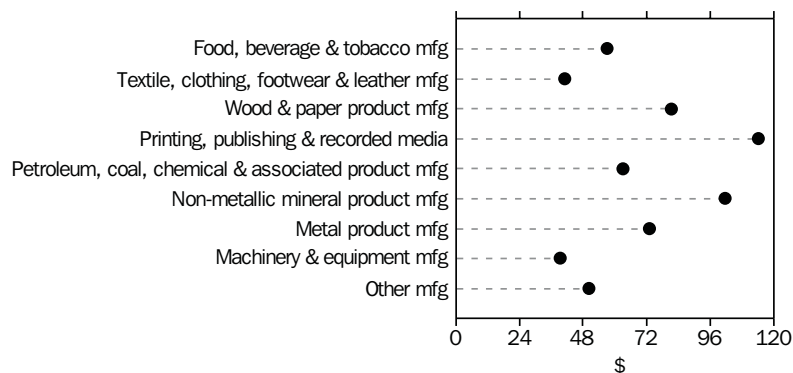 Food, beverage & tobacco mfg
Textile, clothing, footwear & leather mfg
Wood & paper product mfg
Printing, publishing & recorded media
Petroleum, coal, chemical & associated product mfg
Non-metallic mineral product mfg
Metal product mfg
Machinery & equipment mfg
Other mfg
0 24 48 72 96 120
$